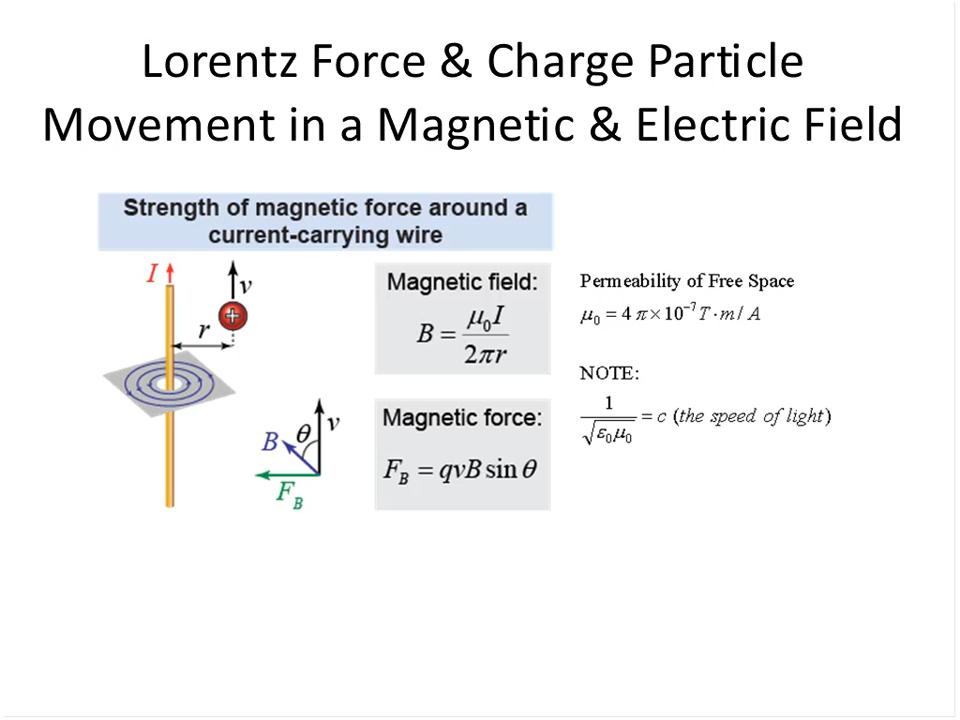 Lorentz Force & Charge Particle
Movement in a Magnetic & Electric Field
Strength of magnetic force around a
current-carrying wire
I
v
+
r
B
θ
v
F_B
Magnetic field:
B = μ₀I / 2πr
Magnetic force:
F_B = qvB sin θ
Permeability of Free Space
μ₀ = 4 π×10⁻⁷ T·m/A
NOTE:
1 / √ε₀μ₀ = c (the speed of light)